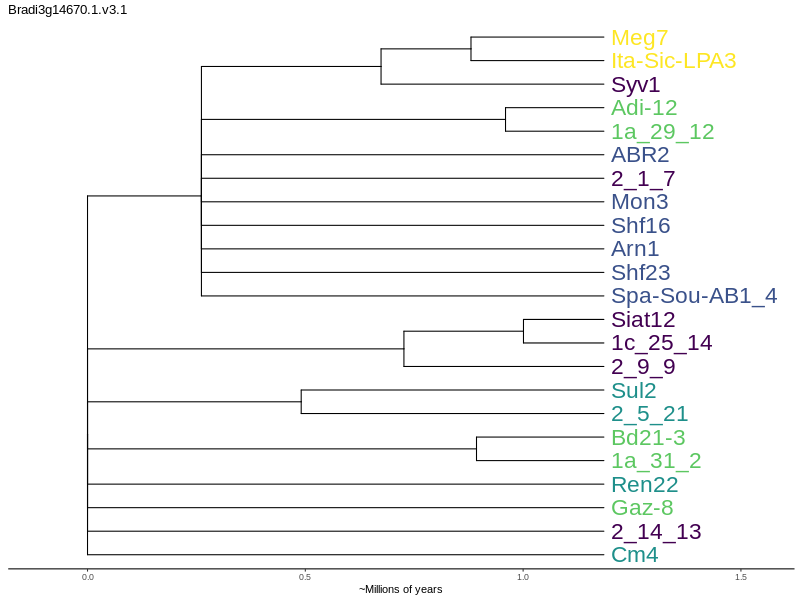 Bradi3g14670.1.v3.1
Meg7
Ita-Sic-LPA3
Syv1
Adi-12
1a_29_12
ABR2
2_1_7
Mon3
Shf16
Arn1
Shf23
Spa-Sou-AB1_4
Siat12
1c_25_14
2_9_9
Sul2
2_5_21
Bd21-3
1a_31_2
Ren22
Gaz-8
2_14_13
Cm4
0.0 0.5 1.0 1.5
~Millions of years